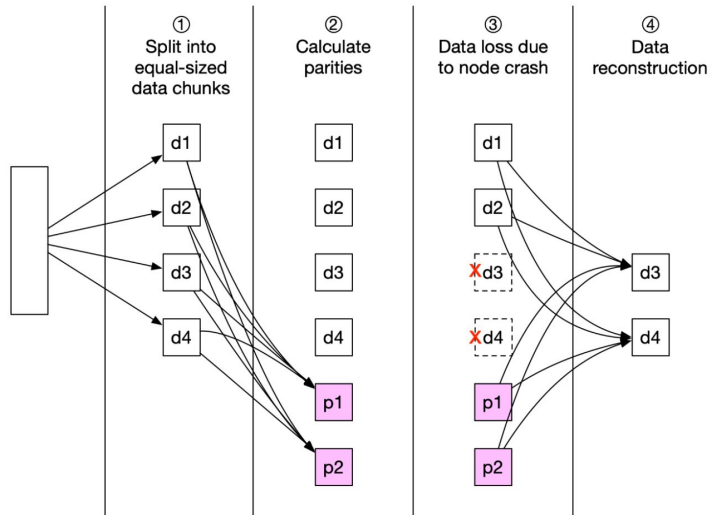 ①
Split into
equal-sized
data chunks
②
Calculate
parities
③
Data loss due
to node crash
④
Data
reconstruction
d1
d2
d3
d4
d1
d2
d3
d4
p1
p2
d1
d2
X d3
X d4
p1
p2
d3
d4